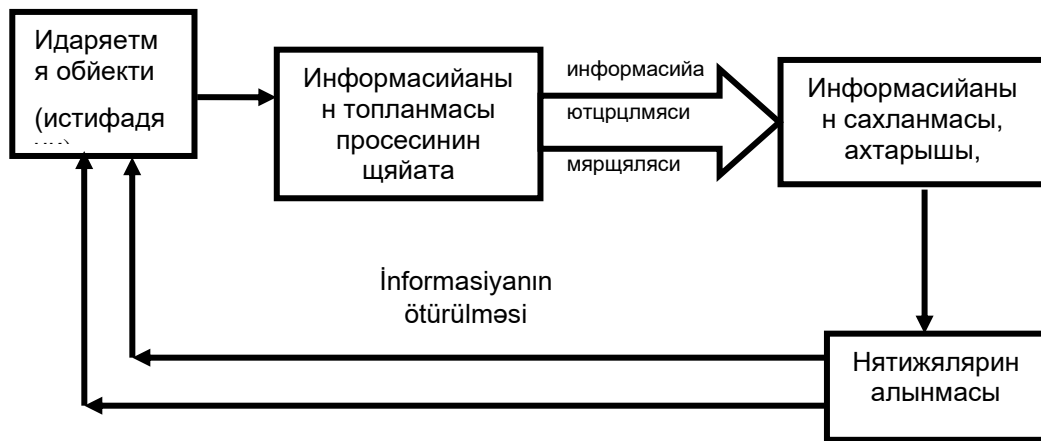 Идаряетм
я обйекти
(истифадя
Информасийаны
н топланмасы
просесинин
щяйата
информасийа
ютцрцлмяси
мярщяляси
Информасийаны
н сахланмасы,
ахтарышы,
İnformasiyanın
ötürülməsi
Нятижялярин
алынмасы